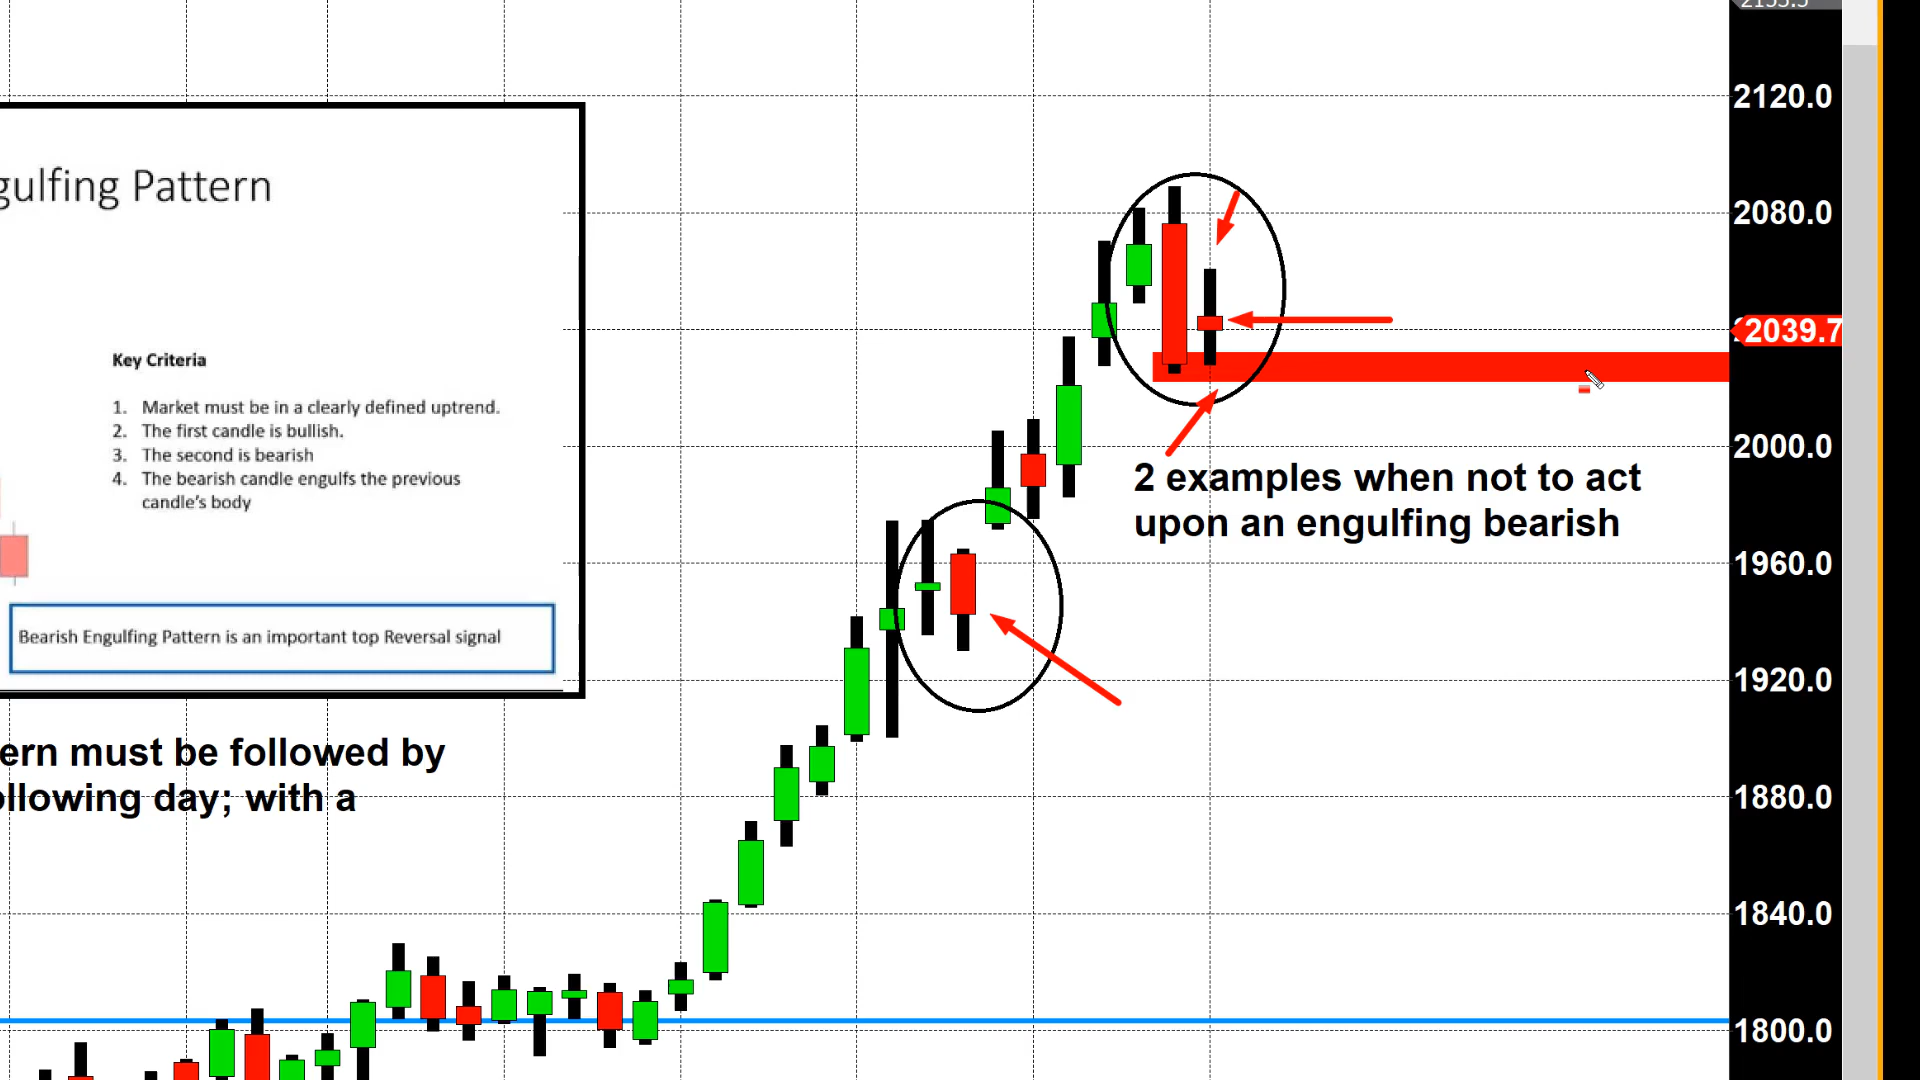 2120.0
gulfing Pattern
2080.0
Key Criteria
1. Market must be in a clearly defined uptrend.
2. The first candle is bullish.
3. The second is bearish
4. The bearish candle engulfs the previous
candle's body
2039.7
2000.0
2 examples when not to act
upon an engulfing bearish
1960.0
Bearish Engulfing Pattern is an important top Reversal signal
1920.0
ern must be followed by
ollowing day; with a
1880.0
1840.0
1800.0